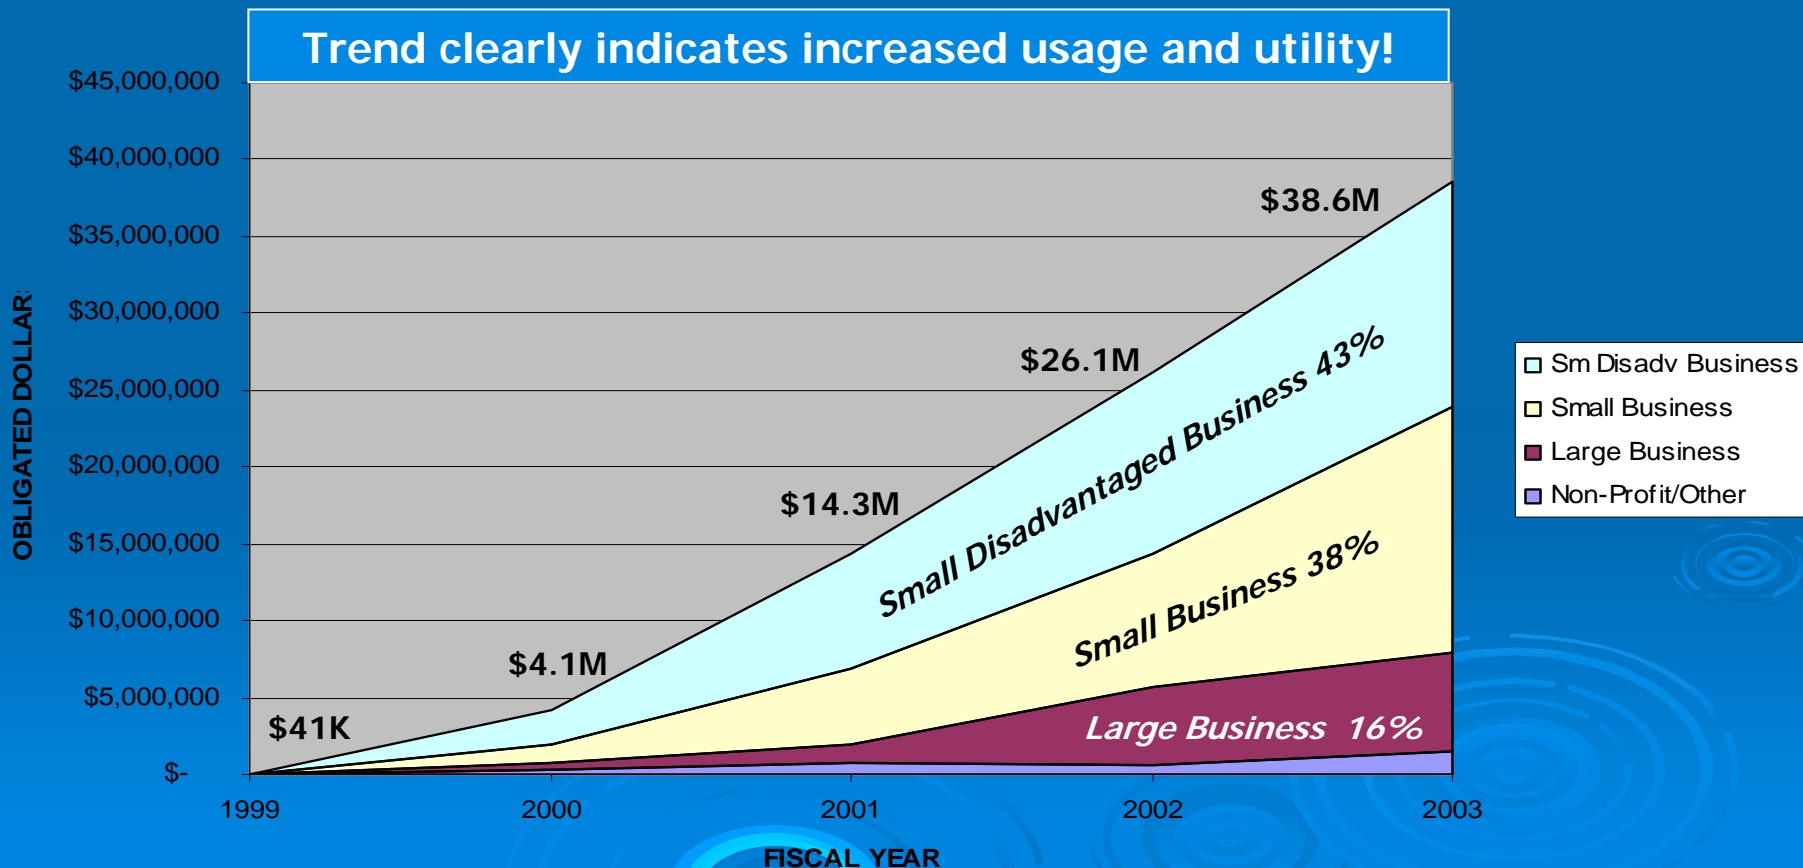 Trend clearly indicates increased usage and utility!
$45,000,000
$40,000,000
$35,000,000
$30,000,000
$25,000,000
$20,000,000
$15,000,000
$10,000,000
$5,000,000
$-
OBLIGATED DOLLAR
$41K
$4.1M
$14.3M
$26.1M
$38.6M
Small Disadvantaged Business 43%
Small Business 38%
Large Business 16%
1999
2000
2001
2002
2003
FISCAL YEAR
Sm Disadv Business
Small Business
Large Business
Non-Profit/Other